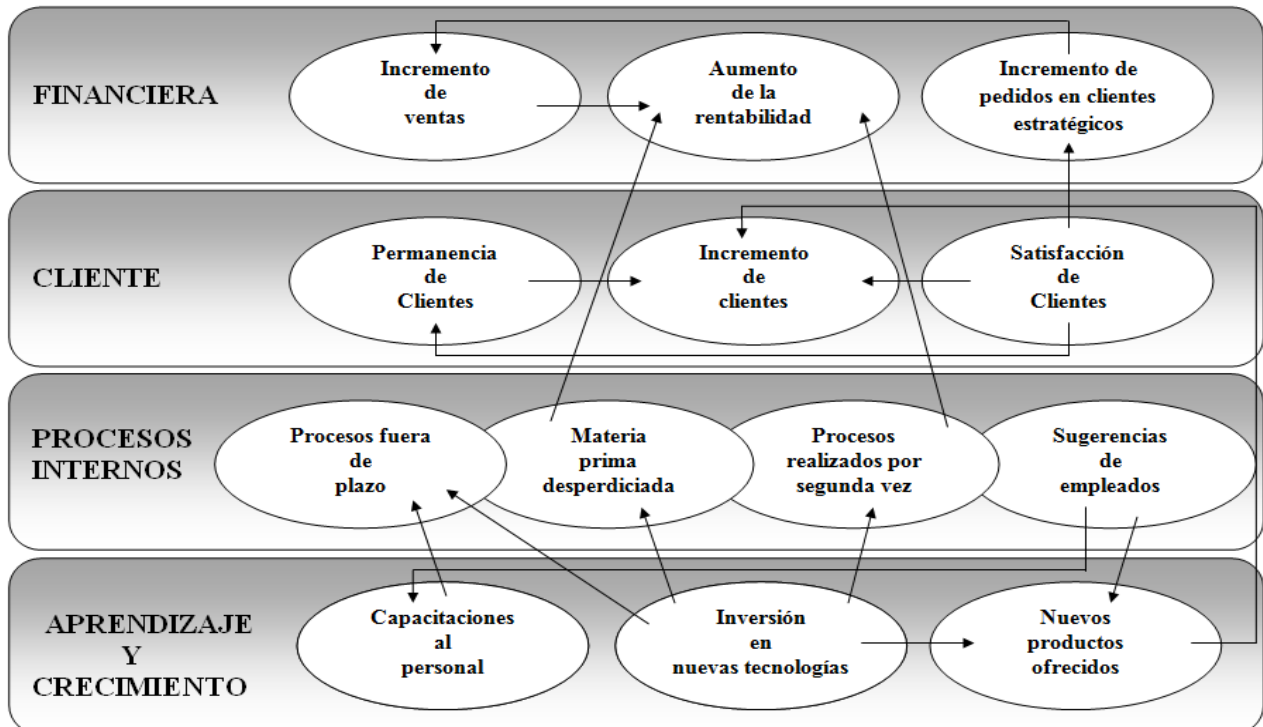 FINANCIERA
Incremento
de
ventas
Aumento
de la
rentabilidad
Incremento de
pedidos en clientes
estratégicos
CLIENTE
Permanencia
de
Clientes
Incremento
de
clientes
Satisfacción
de
Clientes
PROCESOS
INTERNOS
Procesos fuera
de
plazo
Materia
prima
desperdiciada
Procesos
realizados por
segunda vez
Sugerencias
de
empleados
APRENDIZAJE
Y
CRECIMIENTO
Capacitaciones
al
personal
Inversión
en
nuevas tecnologías
Nuevos
productos
ofrecidos